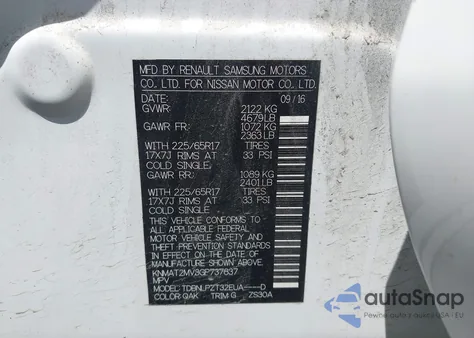 MFD BY RENAULT SAMSUNG MOTORS
CO. LTD. FOR NISSAN MOTOR CO., LTD.
DATE: 09/16
GVWR: 2122 KG
4679 LB
GAWR FR: 1072 KG
2363 LB
WITH 225/65R17 TIRES
17X7J RIMS AT 33 PSI
COLD SINGLE
GAWR RR: 1089 KG
2401 LB
WITH 225/65R17 TIRES
17X7J RIMS AT 33 PSI
COLD SINGLE
THIS VEHICLE CONFORMS TO
ALL APPLICABLE FEDERAL
MOTOR VEHICLE SAFETY
STANDARDS IN EFFECT ON THE
DATE OF MANUFACTURE
SHOWN ABOVE.
KNMAT2MV3GP737637
MPV
MODEL TDBNLPZT32EUA----D
COLOR QAK TRIM G ZS30A
autoSnap
USA / EU